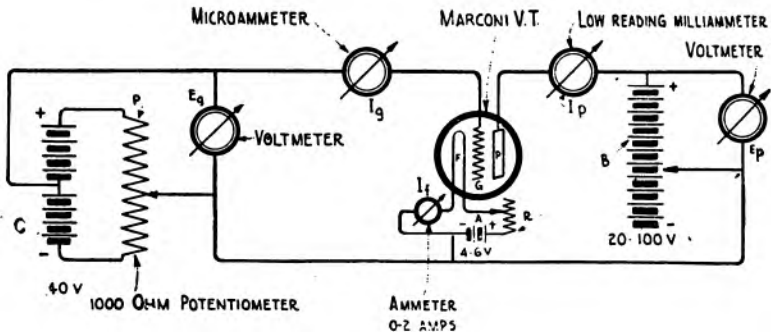 MICROAMMETER
MARCONI V.T.
LOW READING MILLIAMMETER
VOLTMETER
+
P
Eg
Ig
Ip
+
VOLTMETER
F
G
P
B
Ep
If
C
A
R
- +
4·6V
-
-
20·100 V
40 V
1000 OHM POTENTIOMETER
AMMETER
0-2 AMPS